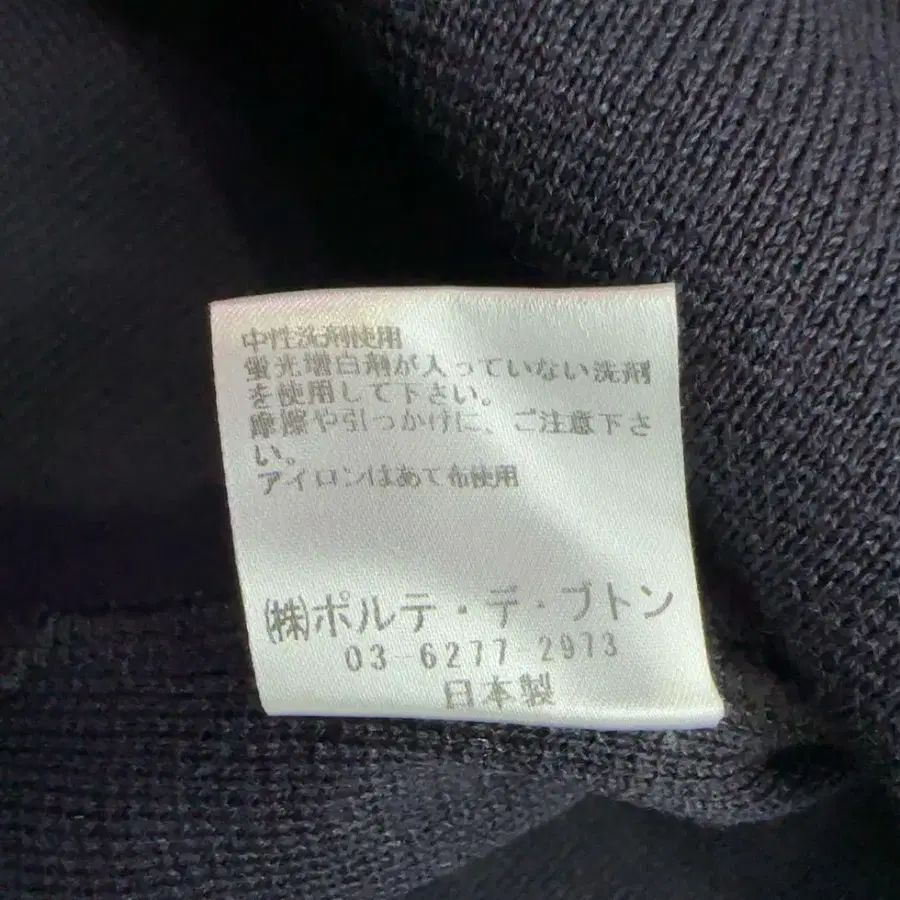 中性洗剤使用
蛍光増白剤が入っていない洗剤
を使用して下さい。
摩擦や引っかけに、ご注意下さ
い。
アイロンはあて布使用
㈱ポルテ・デ・ブトン
03-6277-2973
日本製